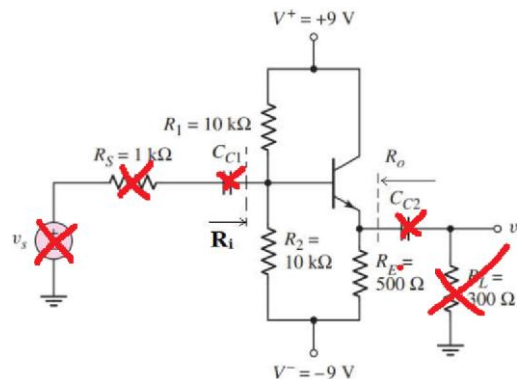 V⁺ = +9 V
R₁ = 10 kΩ
R_S = 1 kΩ
C_C1
R_o
C_C2
v_s
+
R_i
R₂ =
10 kΩ
R_E =
500 Ω
R_L =
300 Ω
V⁻ = −9 V